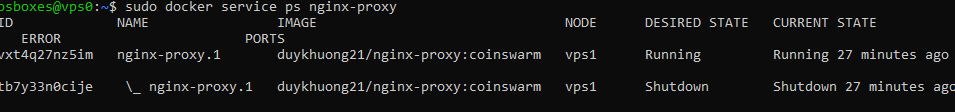 osboxes@vps0:~$ sudo docker service ps nginx-proxy
ID NAME IMAGE NODE DESIRED STATE CURRENT STATE
ERROR PORTS
vxt4q27nz5im nginx-proxy.1 duykhuong21/nginx-proxy:coinswarm vps1 Running Running 27 minutes ago
tb7y33n0cije \_ nginx-proxy.1 duykhuong21/nginx-proxy:coinswarm vps1 Shutdown Shutdown 27 minutes ago